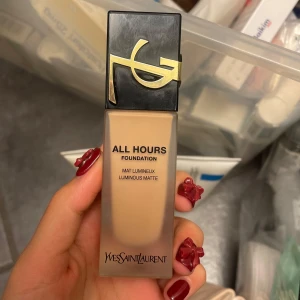 ALL HOURS
FOUNDATION
MAT LUMINEUX
LUMINOUS MATTE
YVESSAINTLAURENT